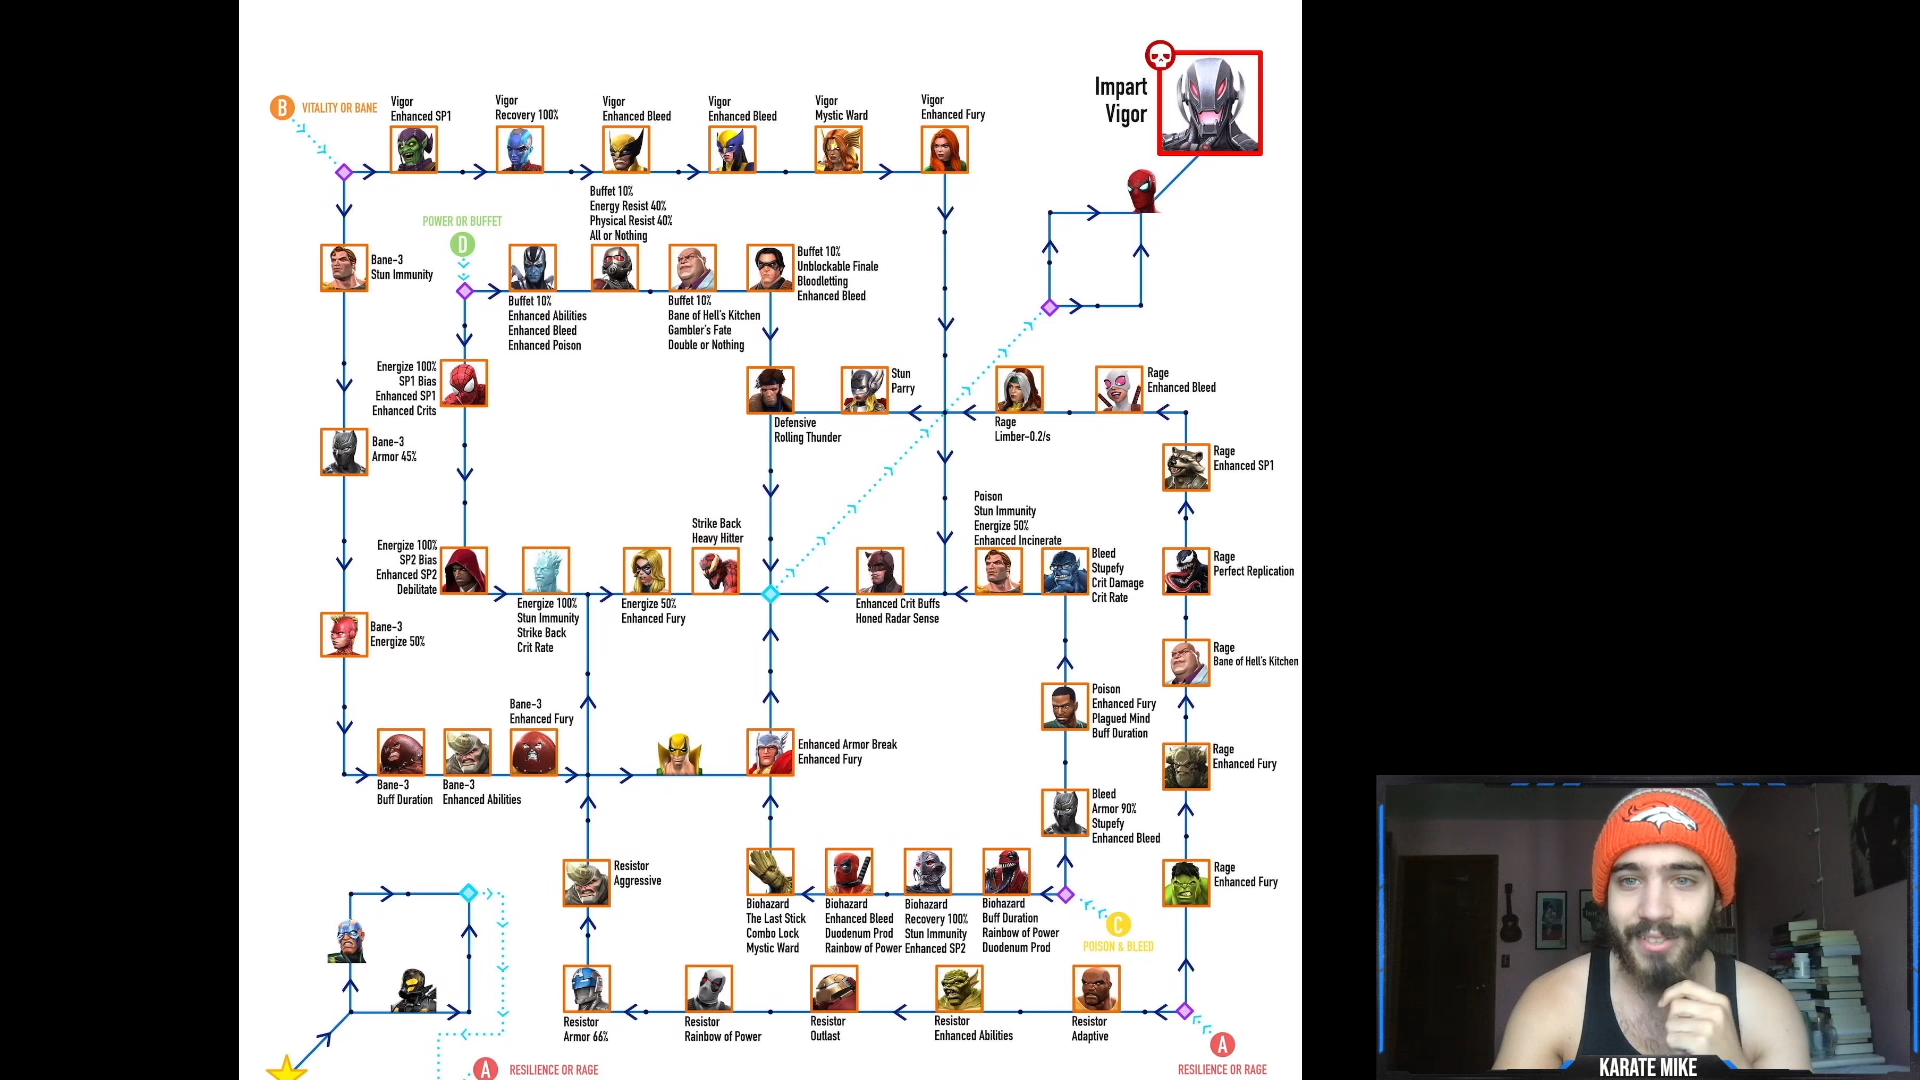 Impart
Vigor
B
VITALITY OR BANE
Vigor
Enhanced SP1
Vigor
Recovery 100%
Vigor
Enhanced Bleed
Vigor
Enhanced Bleed
Vigor
Mystic Ward
Vigor
Enhanced Fury
POWER OR BUFFET
D
Buffet 10%
Energy Resist 40%
Physical Resist 40%
All or Nothing
Bane-3
Stun Immunity
Buffet 10%
Enhanced Abilities
Enhanced Bleed
Enhanced Poison
Buffet 10%
Bane of Hell's Kitchen
Gambler's Fate
Double or Nothing
Buffet 10%
Unblockable Finale
Bloodletting
Enhanced Bleed
Energize 100%
SP1 Bias
Enhanced SP1
Enhanced Crits
Stun
Parry
Rage
Enhanced Bleed
Defensive
Rolling Thunder
Rage
Limber-0.2/s
Bane-3
Armor 45%
Rage
Enhanced SP1
Poison
Stun Immunity
Energize 50%
Enhanced Incinerate
Strike Back
Heavy Hitter
Energize 100%
SP2 Bias
Enhanced SP2
Debilitate
Bleed
Stupefy
Crit Damage
Crit Rate
Rage
Perfect Replication
Energize 100%
Stun Immunity
Strike Back
Crit Rate
Energize 50%
Enhanced Fury
Enhanced Crit Buffs
Honed Radar Sense
Bane-3
Energize 50%
Rage
Bane of Hell's Kitchen
Bane-3
Enhanced Fury
Poison
Enhanced Fury
Plagued Mind
Buff Duration
Enhanced Armor Break
Enhanced Fury
Rage
Enhanced Fury
Bane-3
Buff Duration
Bane-3
Enhanced Abilities
Bleed
Armor 90%
Stupefy
Enhanced Bleed
Resistor
Aggressive
Rage
Enhanced Fury
Biohazard
The Last Stick
Combo Lock
Mystic Ward
Biohazard
Enhanced Bleed
Duodenum Prod
Rainbow of Power
Biohazard
Recovery 100%
Stun Immunity
Enhanced SP2
Biohazard
Buff Duration
Rainbow of Power
Duodenum Prod
C
POISON & BLEED
Resistor
Armor 66%
Resistor
Rainbow of Power
Resistor
Outlast
Resistor
Enhanced Abilities
Resistor
Adaptive
A
RESILIENCE OR RAGE
A
RESILIENCE OR RAGE
KARATE MIKE